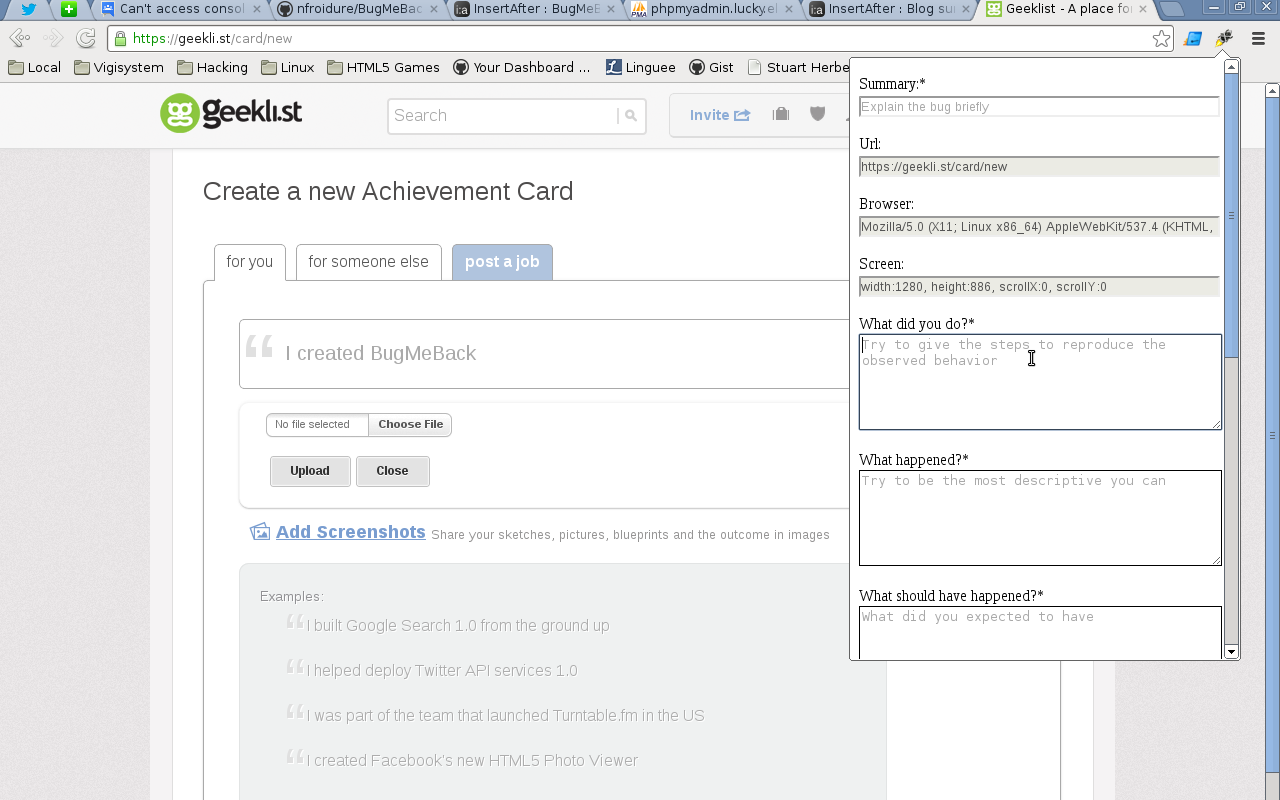 Can't access conso
nfroidure/BugMeBac
InsertAfter : BugMeB
phpmyadmin.lucky.el
InsertAfter : Blog su
Geeklist - A place fo
https://geekli.st/card/new
Local
Vigisystem
Hacking
Linux
HTML5 Games
Your Dashboard ...
Linguee
Gist
Stuart Herbe
geekli.st
Search
Invite
Create a new Achievement Card
for you
for someone else
post a job
I created BugMeBack
No file selected
Choose File
Upload
Close
Add Screenshots Share your sketches, pictures, blueprints and the outcome in images
Examples:
I built Google Search 1.0 from the ground up
I helped deploy Twitter API services 1.0
I was part of the team that launched Turntable.fm in the US
I created Facebook's new HTML5 Photo Viewer
Summary:*
Explain the bug briefly
Url:
https://geekli.st/card/new
Browser:
Mozilla/5.0 (X11; Linux x86_64) AppleWebKit/537.4 (KHTML,
Screen:
width:1280, height:886, scrollX:0, scrollY:0
What did you do?*
Try to give the steps to reproduce the
observed behavior
What happened?*
Try to be the most descriptive you can
What should have happened?*
What did you expected to have